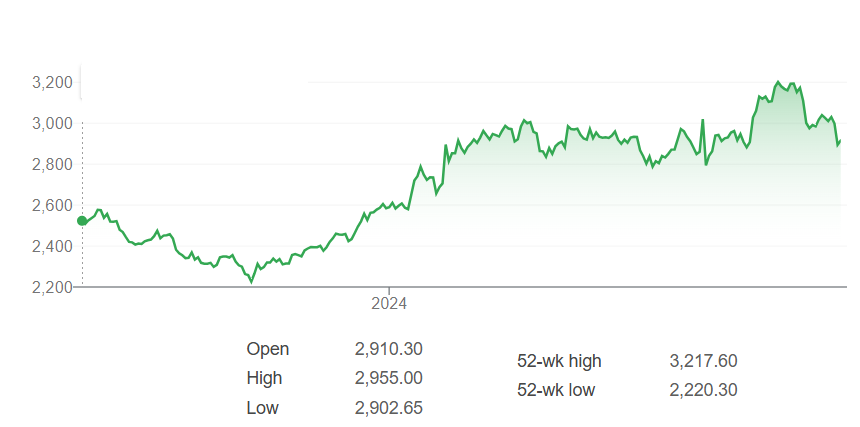 3,200
3,000
2,800
2,600
2,400
2,200
2024
Open 2,910.30
High 2,955.00
Low 2,902.65
52-wk high 3,217.60
52-wk low 2,220.30